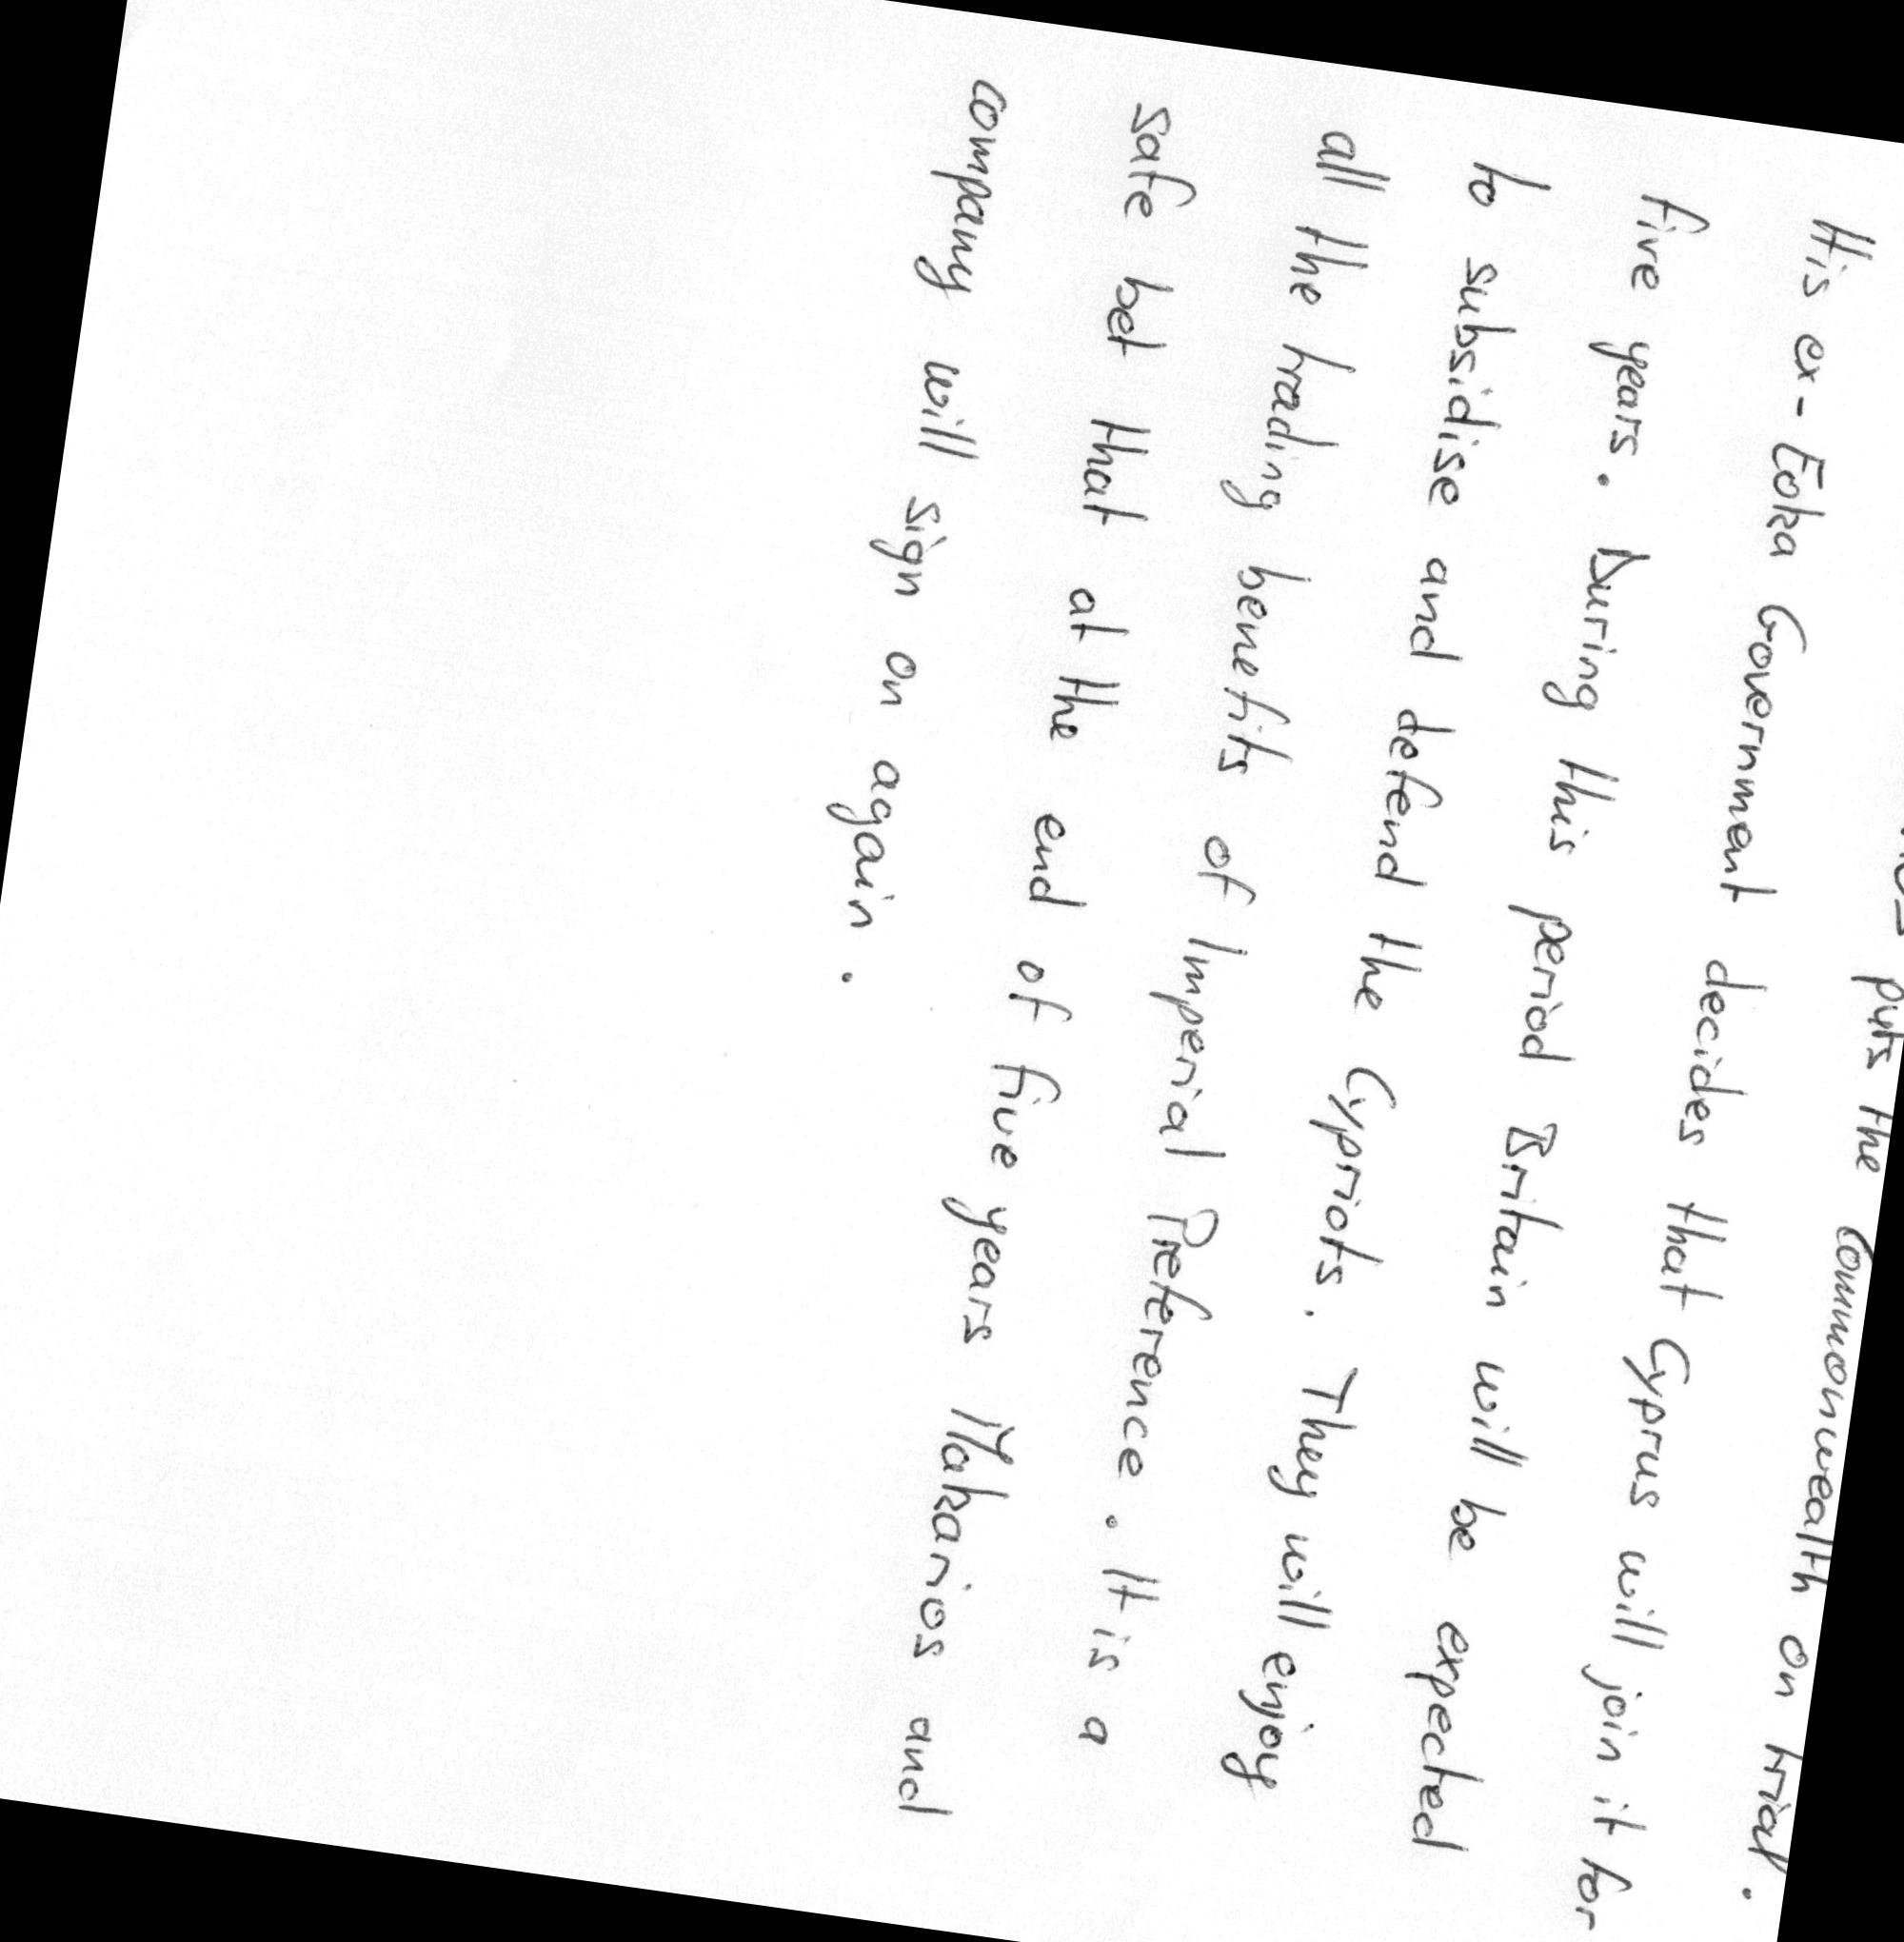 puts the Commonwealth on trial.
His ex-Eoka Government decides that Cyprus will join it for
five years. During this period Britain will be expected
to subsidise and defend the Cypriots. They will enjoy
all the trading benefits of Imperial Preference. It is a
safe bet that at the end of five years Makarios and
company will sign on again.